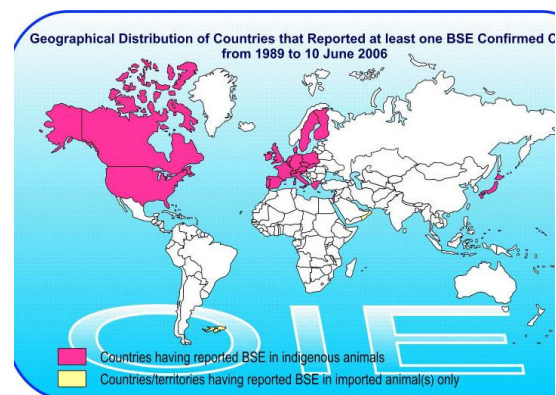 Geographical Distribution of Countries that Reported at least one BSE Confirmed C
from 1989 to 10 June 2006
OIE
Countries having reported BSE in indigenous animals
Countries/territories having reported BSE in imported animal(s) only